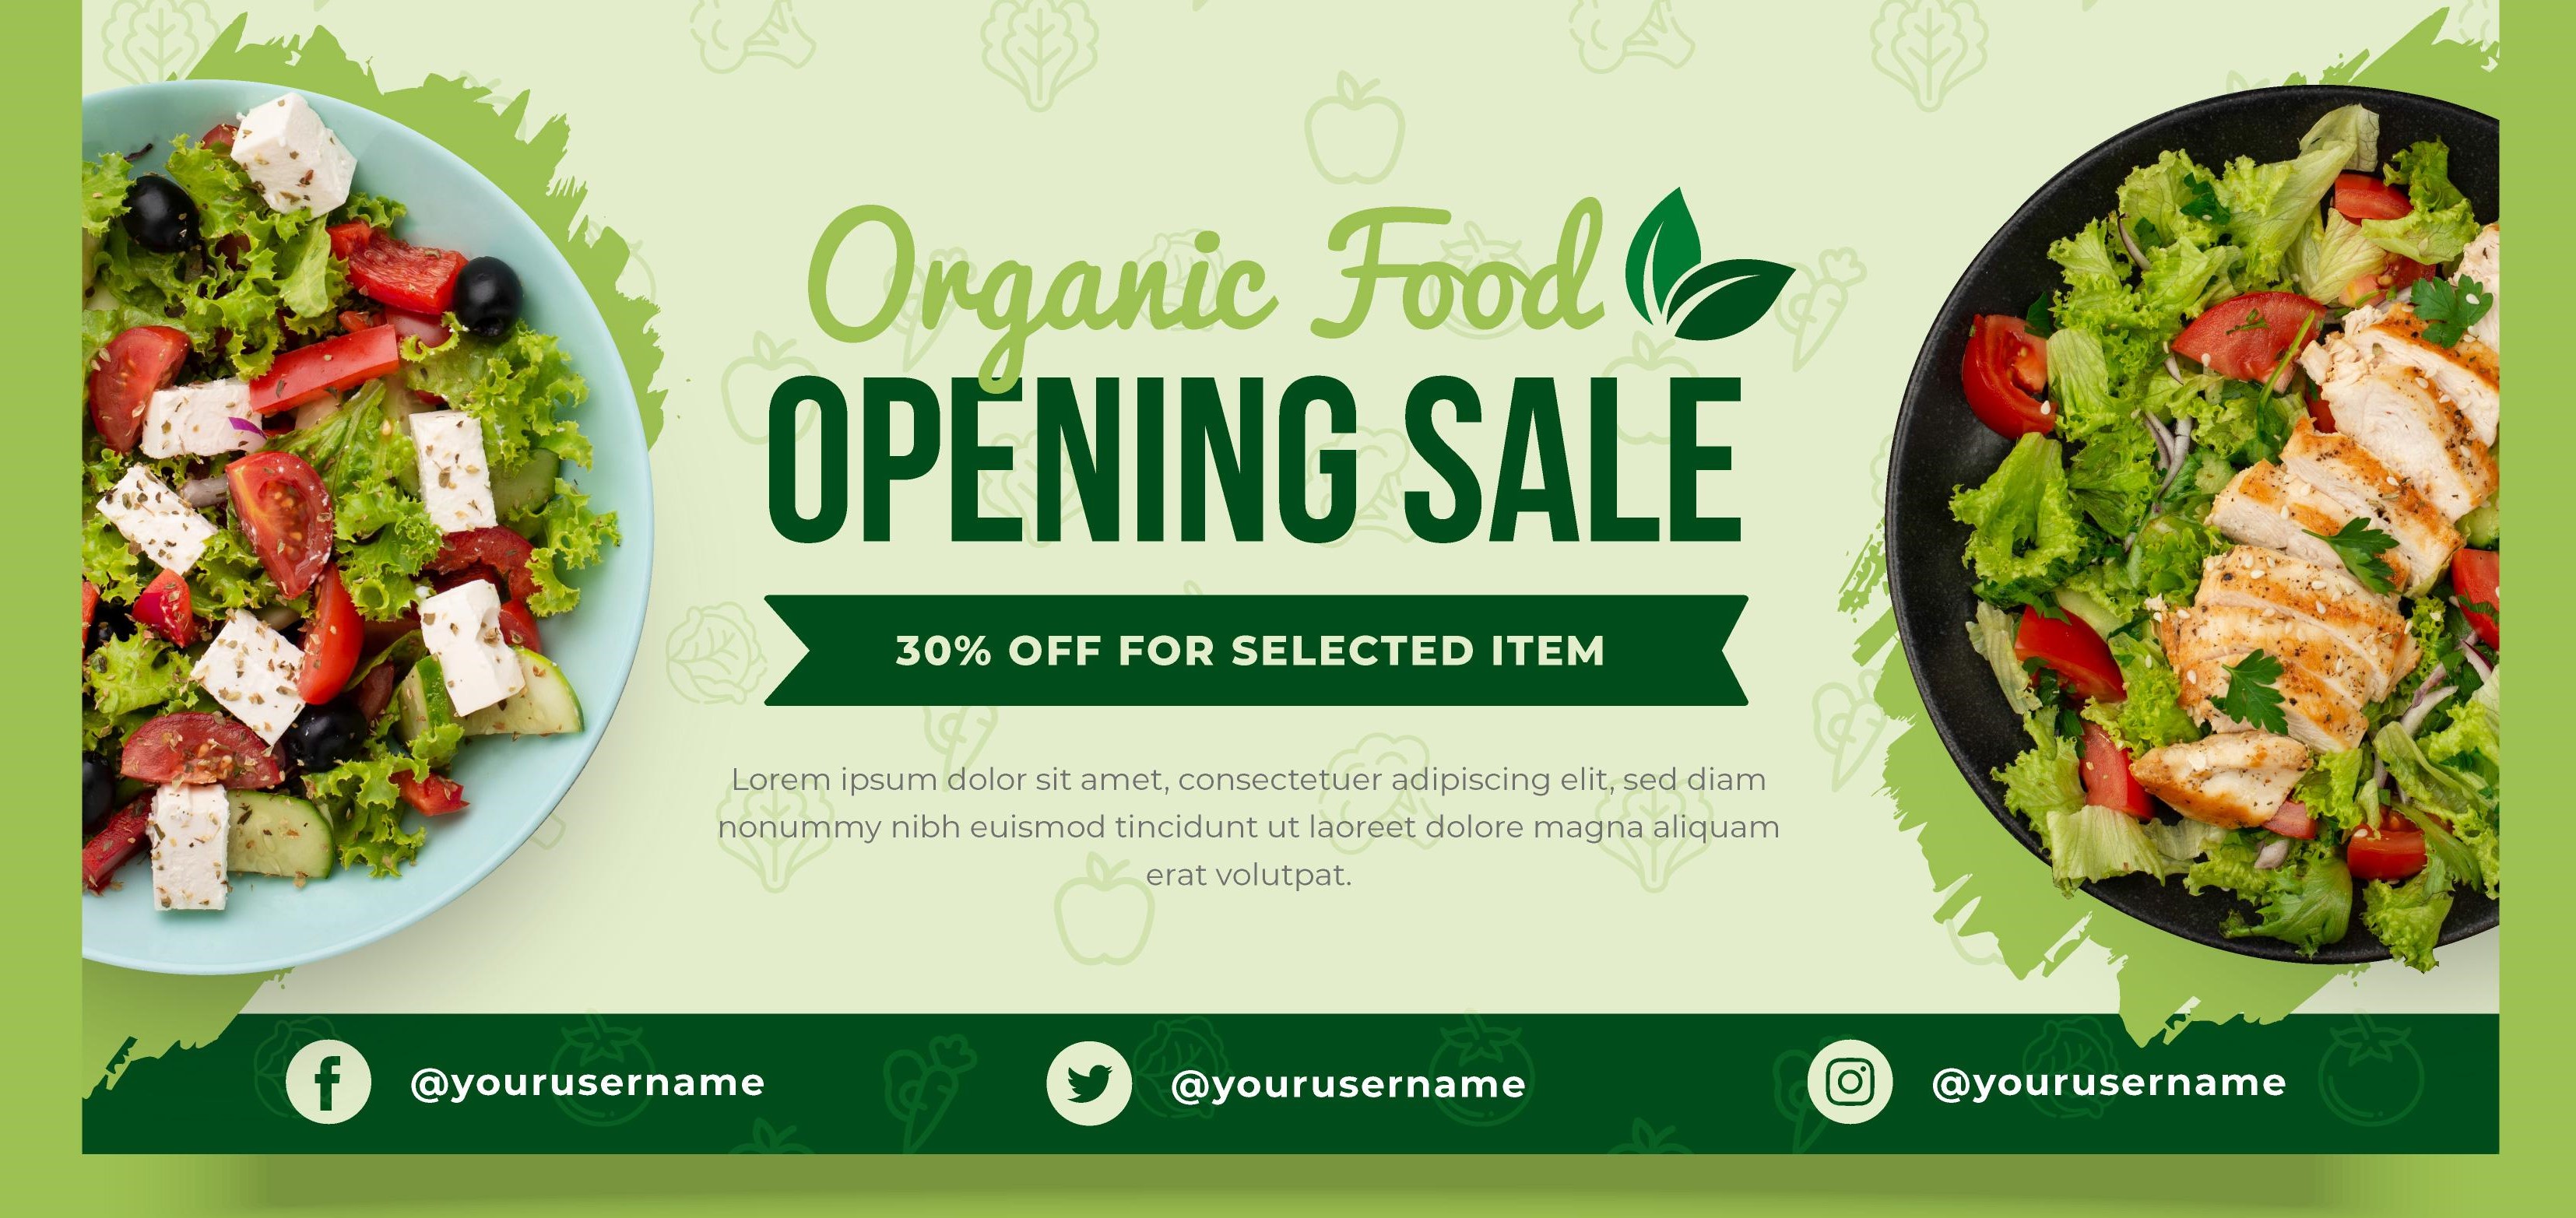 Organic Food
OPENING SALE
30% OFF FOR SELECTED ITEM
Lorem ipsum dolor sit amet, consectetuer adipiscing elit, sed diam
nonummy nibh euismod tincidunt ut laoreet dolore magna aliquam
erat volutpat.
@yourusername
@yourusername
@yourusername